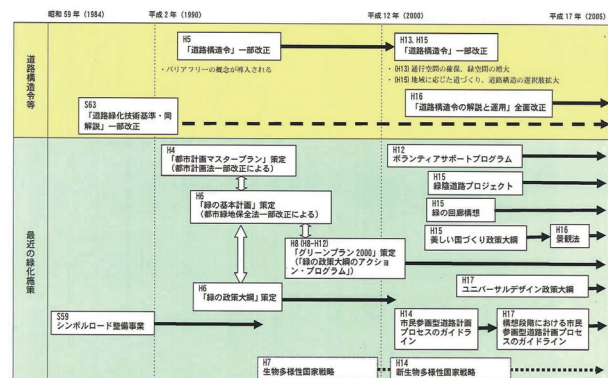 昭和 59 年 (1984)
平成 2 年 (1990)
平成 12 年 (2000)
平成 17 年 (2005)
道路構造令等
H5
「道路構造令」一部改正
・バリアフリーの概念が導入される
H13, H15
「道路構造令」一部改正
・(H13) 通行空間の確保、緑空間の増大
・(H15) 地域に応じた道づくり、道路構造の選択肢拡大
H16
「道路構造令の解説と運用」全面改正
S63
「道路緑化技術基準・同
解説」一部改正
最近の緑化施策
H4
「都市計画マスタープラン」策定
(都市計画法一部改正による)
H6
「緑の基本計画」策定
(都市緑地保全法一部改正による)
H8 (H8~H12)
「グリーンプラン 2000」策定
(「緑の政策大綱のアクショ
ン・プログラム」)
H6
「緑の政策大綱」策定
S59
シンボルロード整備事業
H7
生物多様性国家戦略
H12
ボランティアサポートプログラム
H15
緑陰道路プロジェクト
H15
緑の回廊構想
H15
美しい国づくり政策大綱
H16
景観法
H17
ユニバーサルデザイン政策大綱
H14
市民参画型道路計画
プロセスのガイドラ
イン
H17
構想段階における市民
参画型道路計画プロセ
スのガイドライン
H14
新生物多様性国家戦略